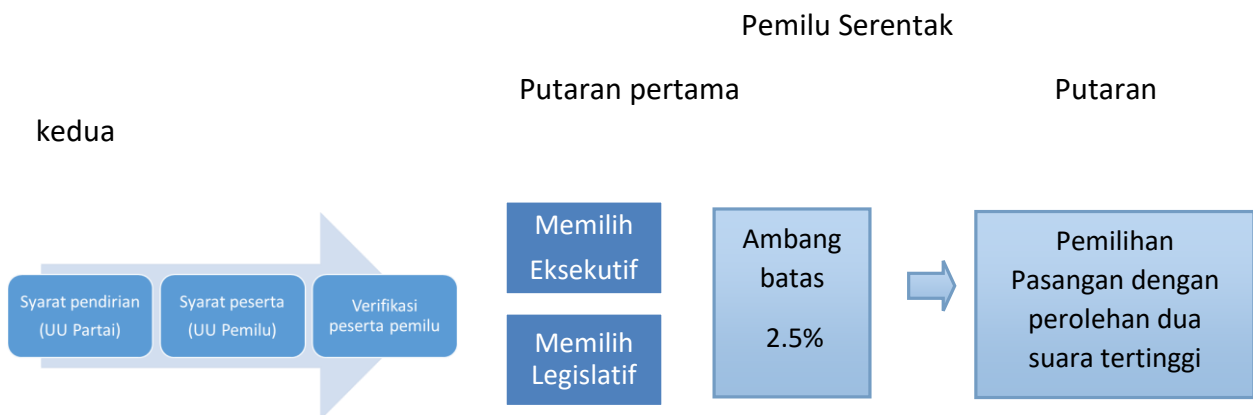 Pemilu Serentak
Putaran pertama
Putaran
kedua
Syarat pendirian
(UU Partai)
Syarat peserta
(UU Pemilu)
Verifikasi
peserta pemilu
Memilih
Eksekutif
Memilih
Legislatif
Ambang
batas
2.5%
Pemilihan
Pasangan dengan
perolehan dua
suara tertinggi